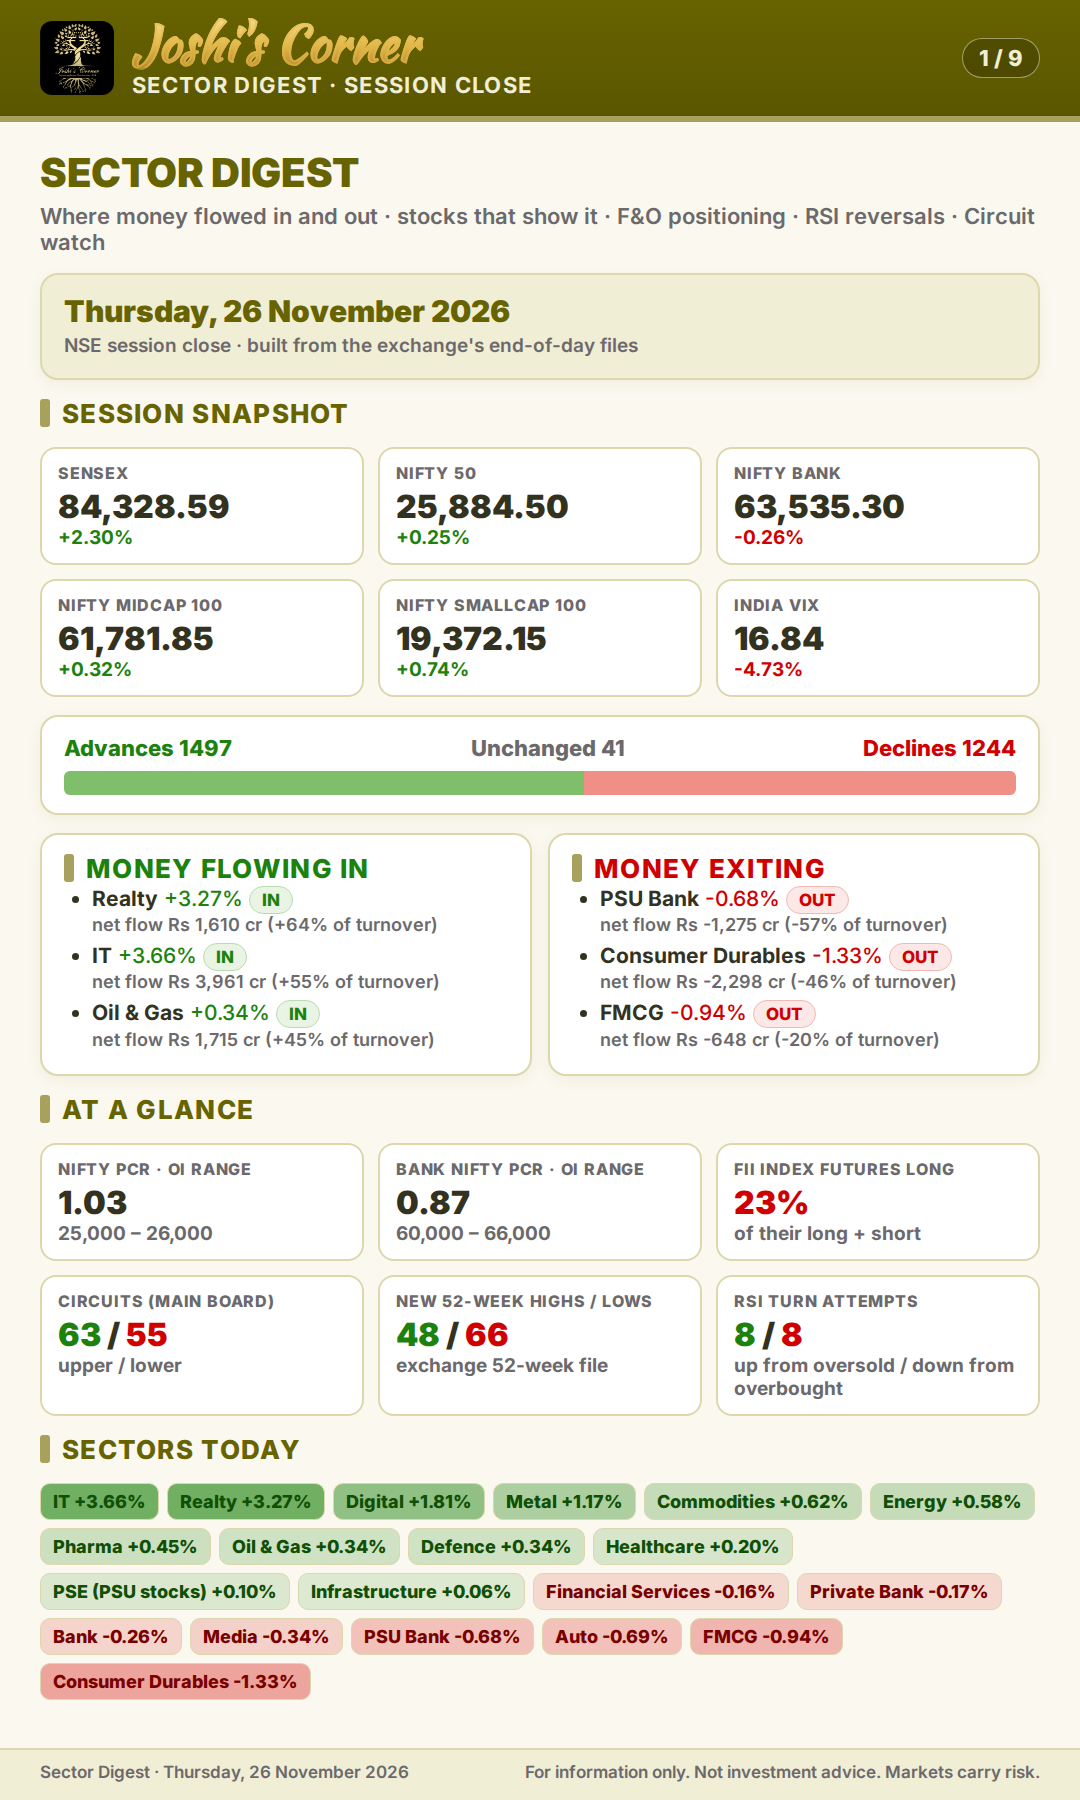 Joshi's Corner
Joshi's Corner
SECTOR DIGEST · SESSION CLOSE
1 / 9
SECTOR DIGEST
Where money flowed in and out · stocks that show it · F&O positioning · RSI reversals · Circuit
watch
Thursday, 26 November 2026
NSE session close · built from the exchange's end-of-day files
SESSION SNAPSHOT
SENSEX
84,328.59
+2.30%
NIFTY 50
25,884.50
+0.25%
NIFTY BANK
63,535.30
-0.26%
NIFTY MIDCAP 100
61,781.85
+0.32%
NIFTY SMALLCAP 100
19,372.15
+0.74%
INDIA VIX
16.84
-4.73%
Advances 1497
Unchanged 41
Declines 1244
MONEY FLOWING IN
Realty +3.27% IN
net flow Rs 1,610 cr (+64% of turnover)
IT +3.66% IN
net flow Rs 3,961 cr (+55% of turnover)
Oil & Gas +0.34% IN
net flow Rs 1,715 cr (+45% of turnover)
MONEY EXITING
PSU Bank -0.68% OUT
net flow Rs -1,275 cr (-57% of turnover)
Consumer Durables -1.33% OUT
net flow Rs -2,298 cr (-46% of turnover)
FMCG -0.94% OUT
net flow Rs -648 cr (-20% of turnover)
AT A GLANCE
NIFTY PCR · OI RANGE
1.03
25,000 – 26,000
BANK NIFTY PCR · OI RANGE
0.87
60,000 – 66,000
FII INDEX FUTURES LONG
23%
of their long + short
CIRCUITS (MAIN BOARD)
63 / 55
upper / lower
NEW 52-WEEK HIGHS / LOWS
48 / 66
exchange 52-week file
RSI TURN ATTEMPTS
8 / 8
up from oversold / down from
overbought
SECTORS TODAY
IT +3.66% Realty +3.27% Digital +1.81% Metal +1.17% Commodities +0.62% Energy +0.58%
Pharma +0.45% Oil & Gas +0.34% Defence +0.34% Healthcare +0.20%
PSE (PSU stocks) +0.10% Infrastructure +0.06% Financial Services -0.16% Private Bank -0.17%
Bank -0.26% Media -0.34% PSU Bank -0.68% Auto -0.69% FMCG -0.94%
Consumer Durables -1.33%
Sector Digest · Thursday, 26 November 2026
For information only. Not investment advice. Markets carry risk.